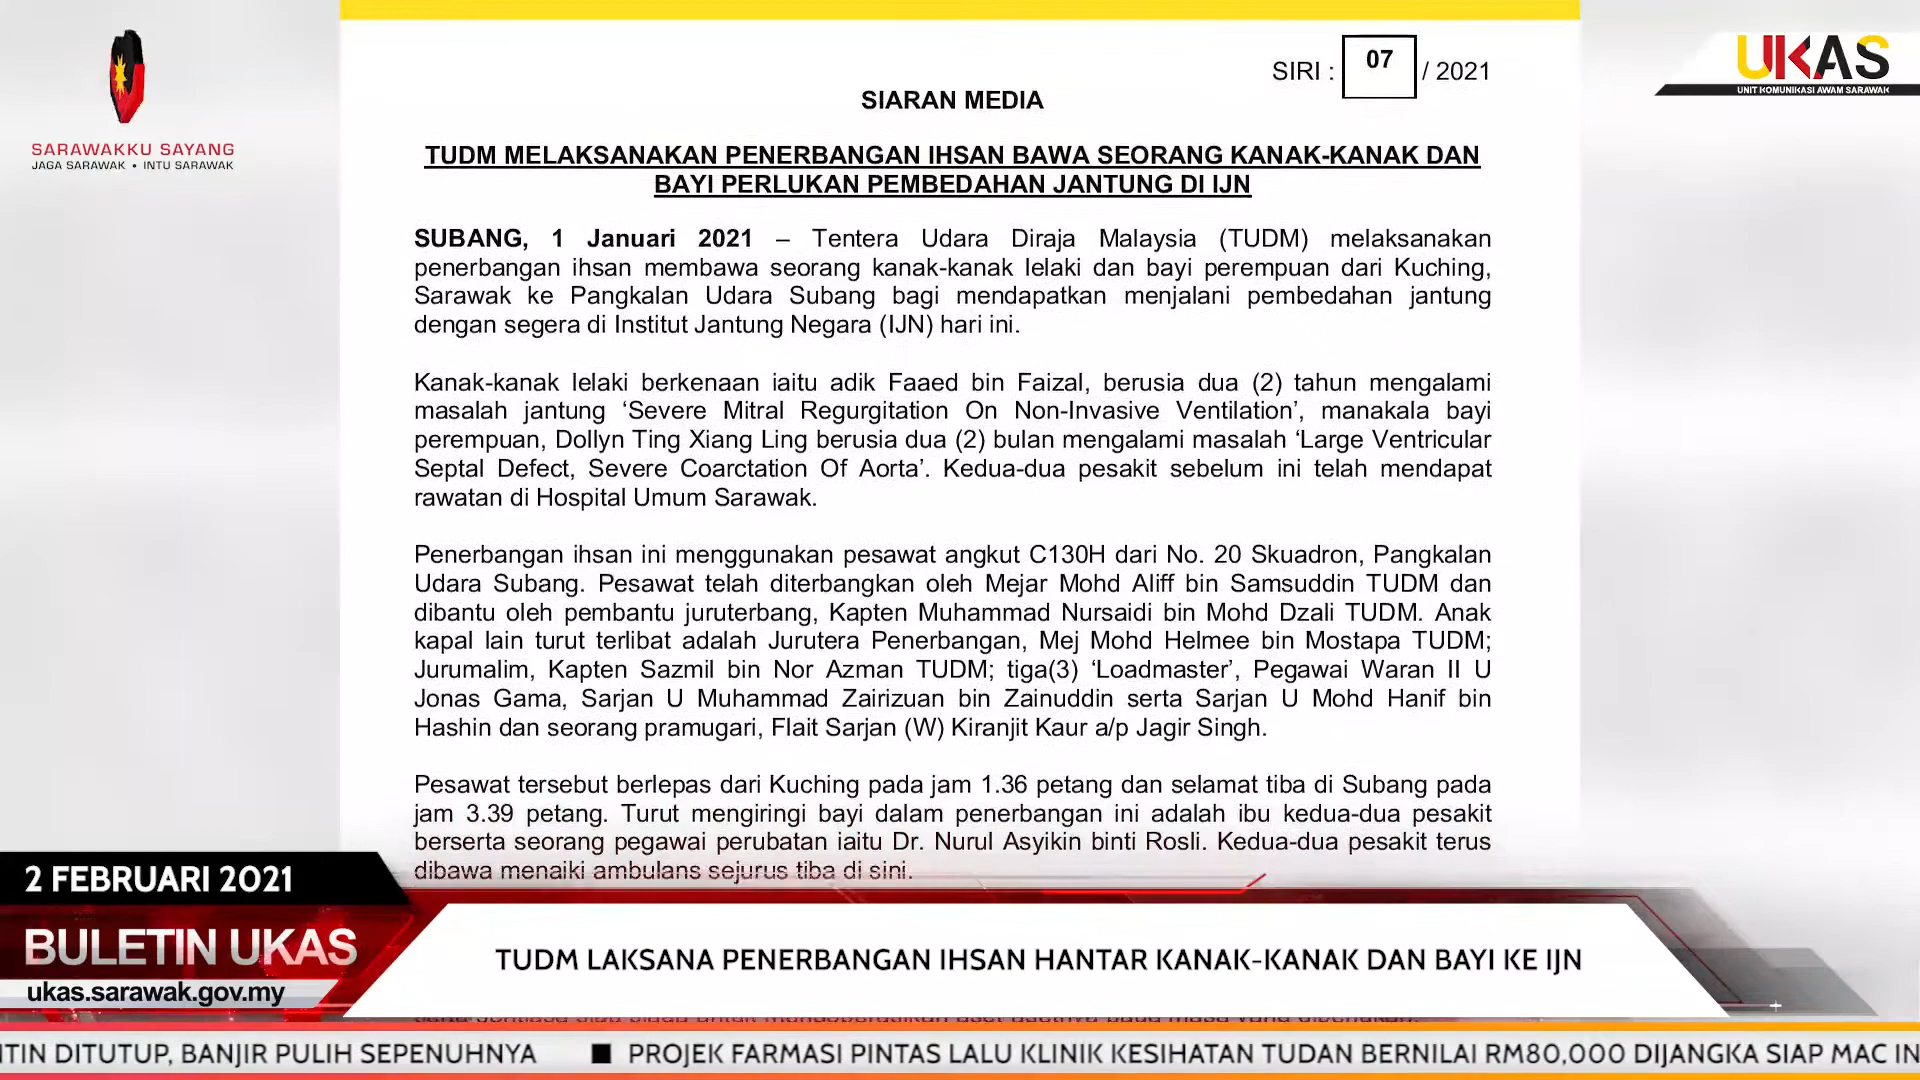 SARAWAKKU SAYANG
JAGA SARAWAK • INTU SARAWAK
UKAS
UNIT KOMUNIKASI AWAM SARAWAK
SIRI : 07 / 2021
SIARAN MEDIA
TUDM MELAKSANAKAN PENERBANGAN IHSAN BAWA SEORANG KANAK-KANAK DAN
BAYI PERLUKAN PEMBEDAHAN JANTUNG DI IJN
SUBANG, 1 Januari 2021 – Tentera Udara Diraja Malaysia (TUDM) melaksanakan
penerbangan ihsan membawa seorang kanak-kanak lelaki dan bayi perempuan dari Kuching,
Sarawak ke Pangkalan Udara Subang bagi mendapatkan menjalani pembedahan jantung
dengan segera di Institut Jantung Negara (IJN) hari ini.
Kanak-kanak lelaki berkenaan iaitu adik Faaed bin Faizal, berusia dua (2) tahun mengalami
masalah jantung ‘Severe Mitral Regurgitation On Non-Invasive Ventilation’, manakala bayi
perempuan, Dollyn Ting Xiang Ling berusia dua (2) bulan mengalami masalah ‘Large Ventricular
Septal Defect, Severe Coarctation Of Aorta’. Kedua-dua pesakit sebelum ini telah mendapat
rawatan di Hospital Umum Sarawak.
Penerbangan ihsan ini menggunakan pesawat angkut C130H dari No. 20 Skuadron, Pangkalan
Udara Subang. Pesawat telah diterbangkan oleh Mejar Mohd Aliff bin Samsuddin TUDM dan
dibantu oleh pembantu juruterbang, Kapten Muhammad Nursaidi bin Mohd Dzali TUDM. Anak
kapal lain turut terlibat adalah Jurutera Penerbangan, Mej Mohd Helmee bin Mostapa TUDM;
Jurumalim, Kapten Sazmil bin Nor Azman TUDM; tiga(3) ‘Loadmaster’, Pegawai Waran II U
Jonas Gama, Sarjan U Muhammad Zairizuan bin Zainuddin serta Sarjan U Mohd Hanif bin
Hashin dan seorang pramugari, Flait Sarjan (W) Kiranjit Kaur a/p Jagir Singh.
Pesawat tersebut berlepas dari Kuching pada jam 1.36 petang dan selamat tiba di Subang pada
jam 3.39 petang. Turut mengiringi bayi dalam penerbangan ini adalah ibu kedua-dua pesakit
berserta seorang pegawai perubatan iaitu Dr. Nurul Asyikin binti Rosli. Kedua-dua pesakit terus
dibawa menaiki ambulans sejurus tiba di sini.
2 FEBRUARI 2021
BULETIN UKAS
ukas.sarawak.gov.my
TUDM LAKSANA PENERBANGAN IHSAN HANTAR KANAK-KANAK DAN BAYI KE IJN
TIN DITUTUP, BANJIR PULIH SEPENUHNYA ■ PROJEK FARMASI PINTAS LALU KLINIK KESIHATAN TUDAN BERNILAI RM80,000 DIJANGKA SIAP MAC IN